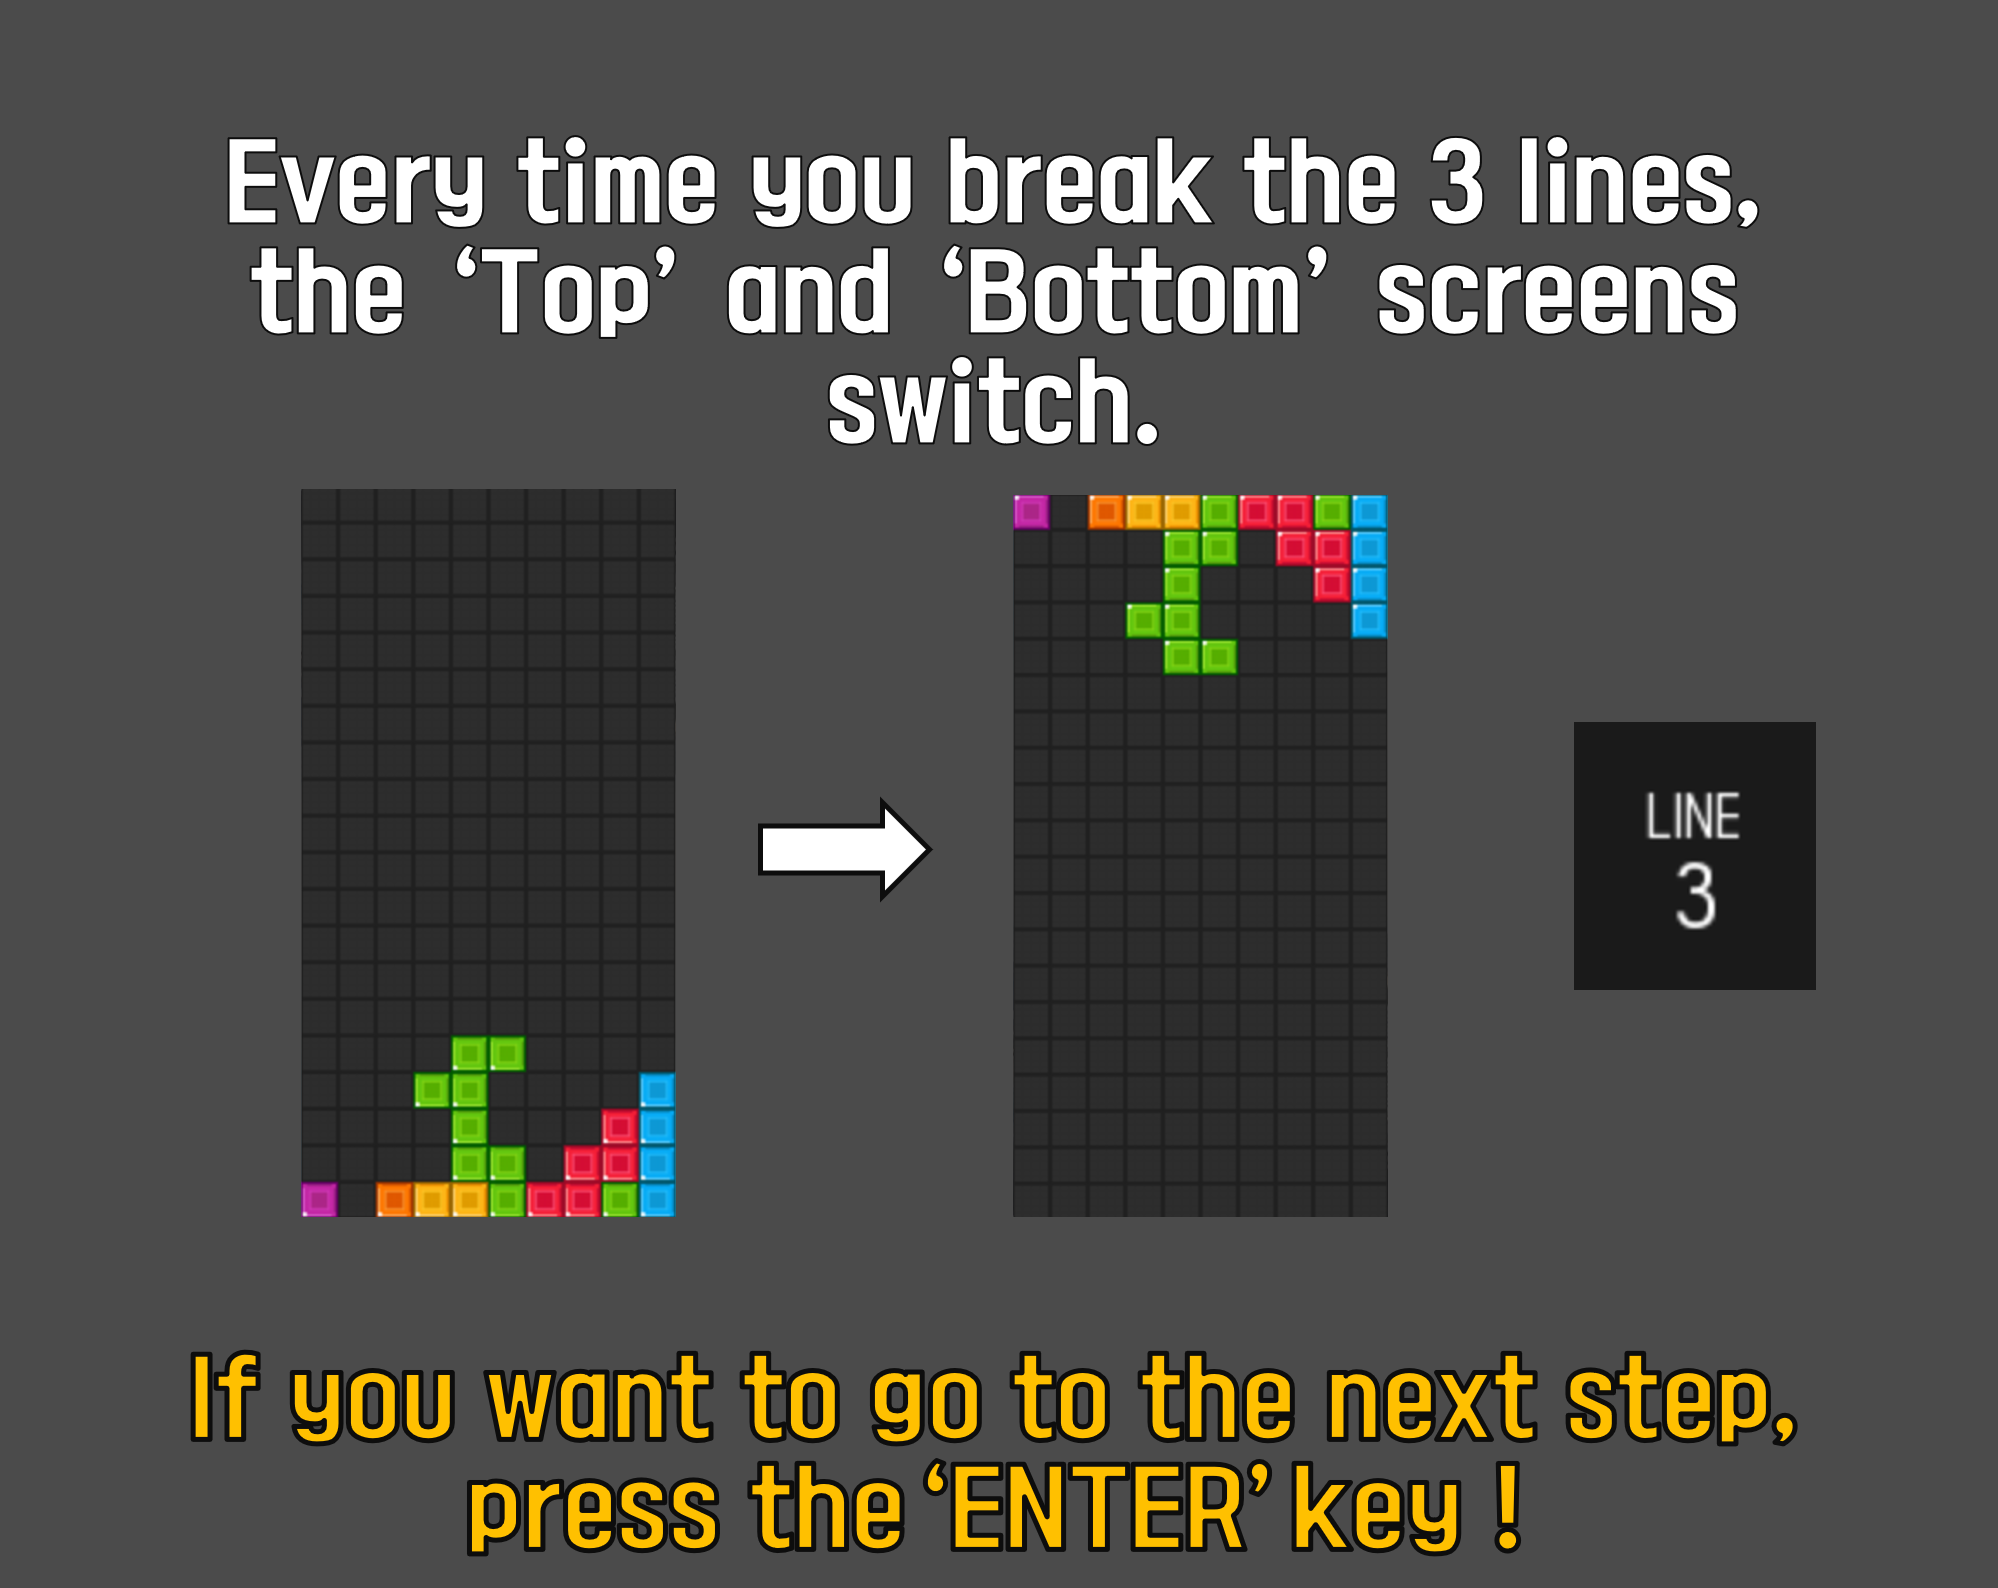 Every time you break the 3 lines,
the ‘Top’ and ‘Bottom’ screens
switch.
LINE
3
If you want to go to the next step,
press the ‘ENTER’ key !